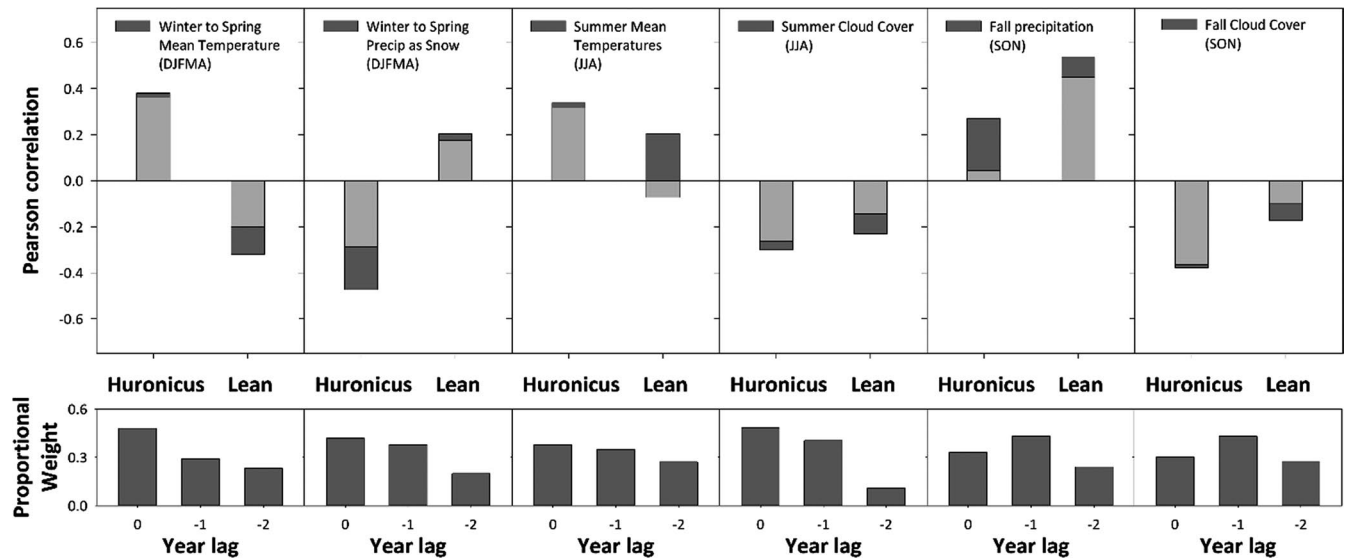 Winter to Spring
Mean Temperature
(DJFMA)
Winter to Spring
Precip as Snow
(DJFMA)
Summer Mean
Temperatures
(JJA)
Summer Cloud Cover
(JJA)
Fall precipitation
(SON)
Fall Cloud Cover
(SON)
Pearson correlation
0.6
0.4
0.2
0.0
-0.2
-0.4
-0.6
Huronicus Lean Huronicus Lean Huronicus Lean Huronicus Lean Huronicus Lean Huronicus Lean
Proportional
Weight
0.6
0.3
0.0
0 -1 -2 0 -1 -2 0 -1 -2 0 -1 -2 0 -1 -2 0 -1 -2
Year lag Year lag Year lag Year lag Year lag Year lag